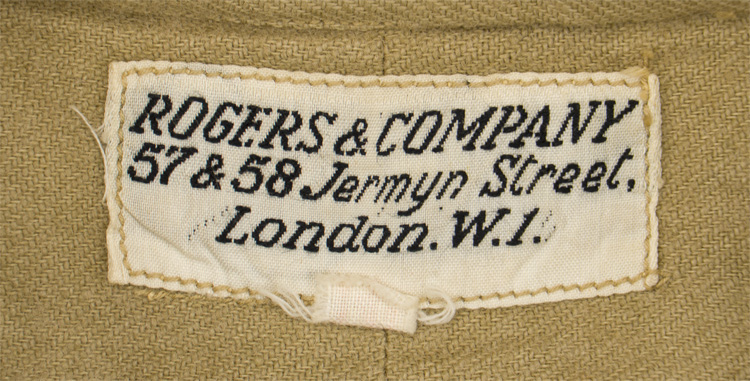 ROGERS & COMPANY
57 & 58 Jermyn Street,
London. W.1.